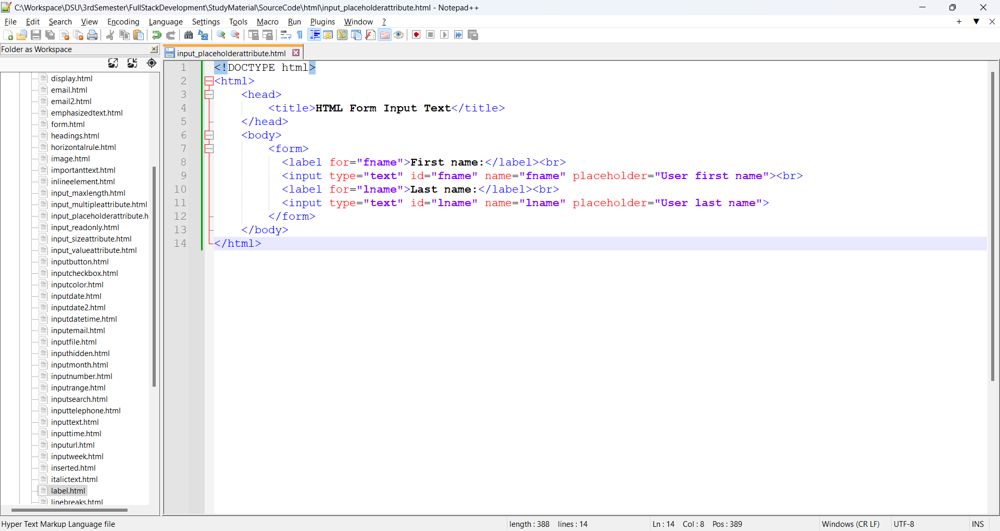 C:\Workspace\DSU\3rdSemester\FullStackDevelopment\StudyMaterial\SourceCode\html\input_placeholderattribute.html - Notepad++
File Edit Search View Encoding Language Settings Tools Macro Run Plugins Window ?
Folder as Workspace
input_placeholderattribute.html
display.html
email.html
email2.html
emphasizedtext.html
form.html
headings.html
horizontalrule.html
image.html
importanttext.html
inlineelement.html
input_maxlength.html
input_multipleattribute.html
input_placeholderattribute.h
input_readonly.html
input_sizeattribute.html
input_valueattribute.html
inputbutton.html
inputcheckbox.html
inputcolor.html
inputdate.html
inputdate2.html
inputdatetime.html
inputemail.html
inputfile.html
inputhidden.html
inputmonth.html
inputnumber.html
inputrange.html
inputsearch.html
inputtelephone.html
inputtext.html
inputtime.html
inputurl.html
inputweek.html
inserted.html
italictext.html
label.html
linebreaks.html
1 <!DOCTYPE html>
2 <html>
3 <head>
4 <title>HTML Form Input Text</title>
5 </head>
6 <body>
7 <form>
8 <label for="fname">First name:</label><br>
9 <input type="text" id="fname" name="fname" placeholder="User first name"><br>
10 <label for="lname">Last name:</label><br>
11 <input type="text" id="lname" name="lname" placeholder="User last name">
12 </form>
13 </body>
14 </html>
Hyper Text Markup Language file length : 388 lines : 14 Ln : 14 Col : 8 Pos : 389 Windows (CR LF) UTF-8 INS